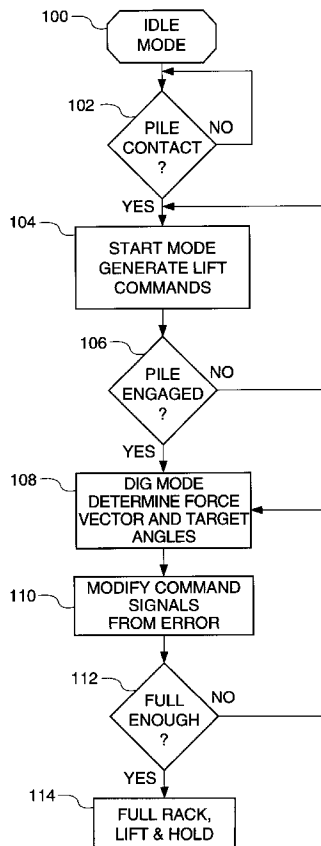 100
IDLE
MODE
102
PILE
CONTACT
?
NO
YES
104
START MODE
GENERATE LIFT
COMMANDS
106
PILE
ENGAGED
?
NO
YES
108
DIG MODE
DETERMINE FORCE
VECTOR AND TARGET
ANGLES
110
MODIFY COMMAND
SIGNALS
FROM ERROR
112
FULL
ENOUGH
?
NO
YES
114
FULL RACK,
LIFT & HOLD